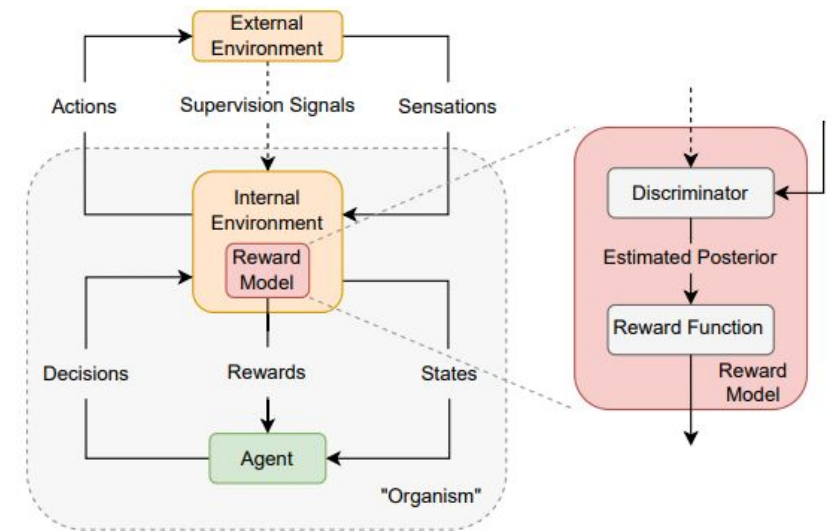 External
Environment
Actions
Supervision Signals
Sensations
Internal
Environment
Reward
Model
Decisions
Rewards
States
Agent
"Organism"
Discriminator
Estimated Posterior
Reward Function
Reward
Model